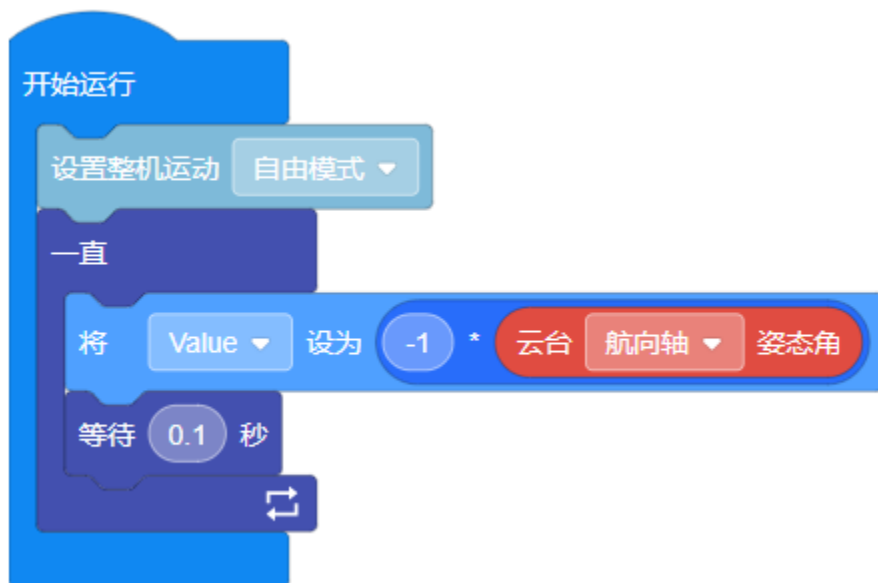 开始运行
设置整机运动 自由模式
一直
将 Value 设为 -1 * 云台 航向轴 姿态角
等待 0.1 秒